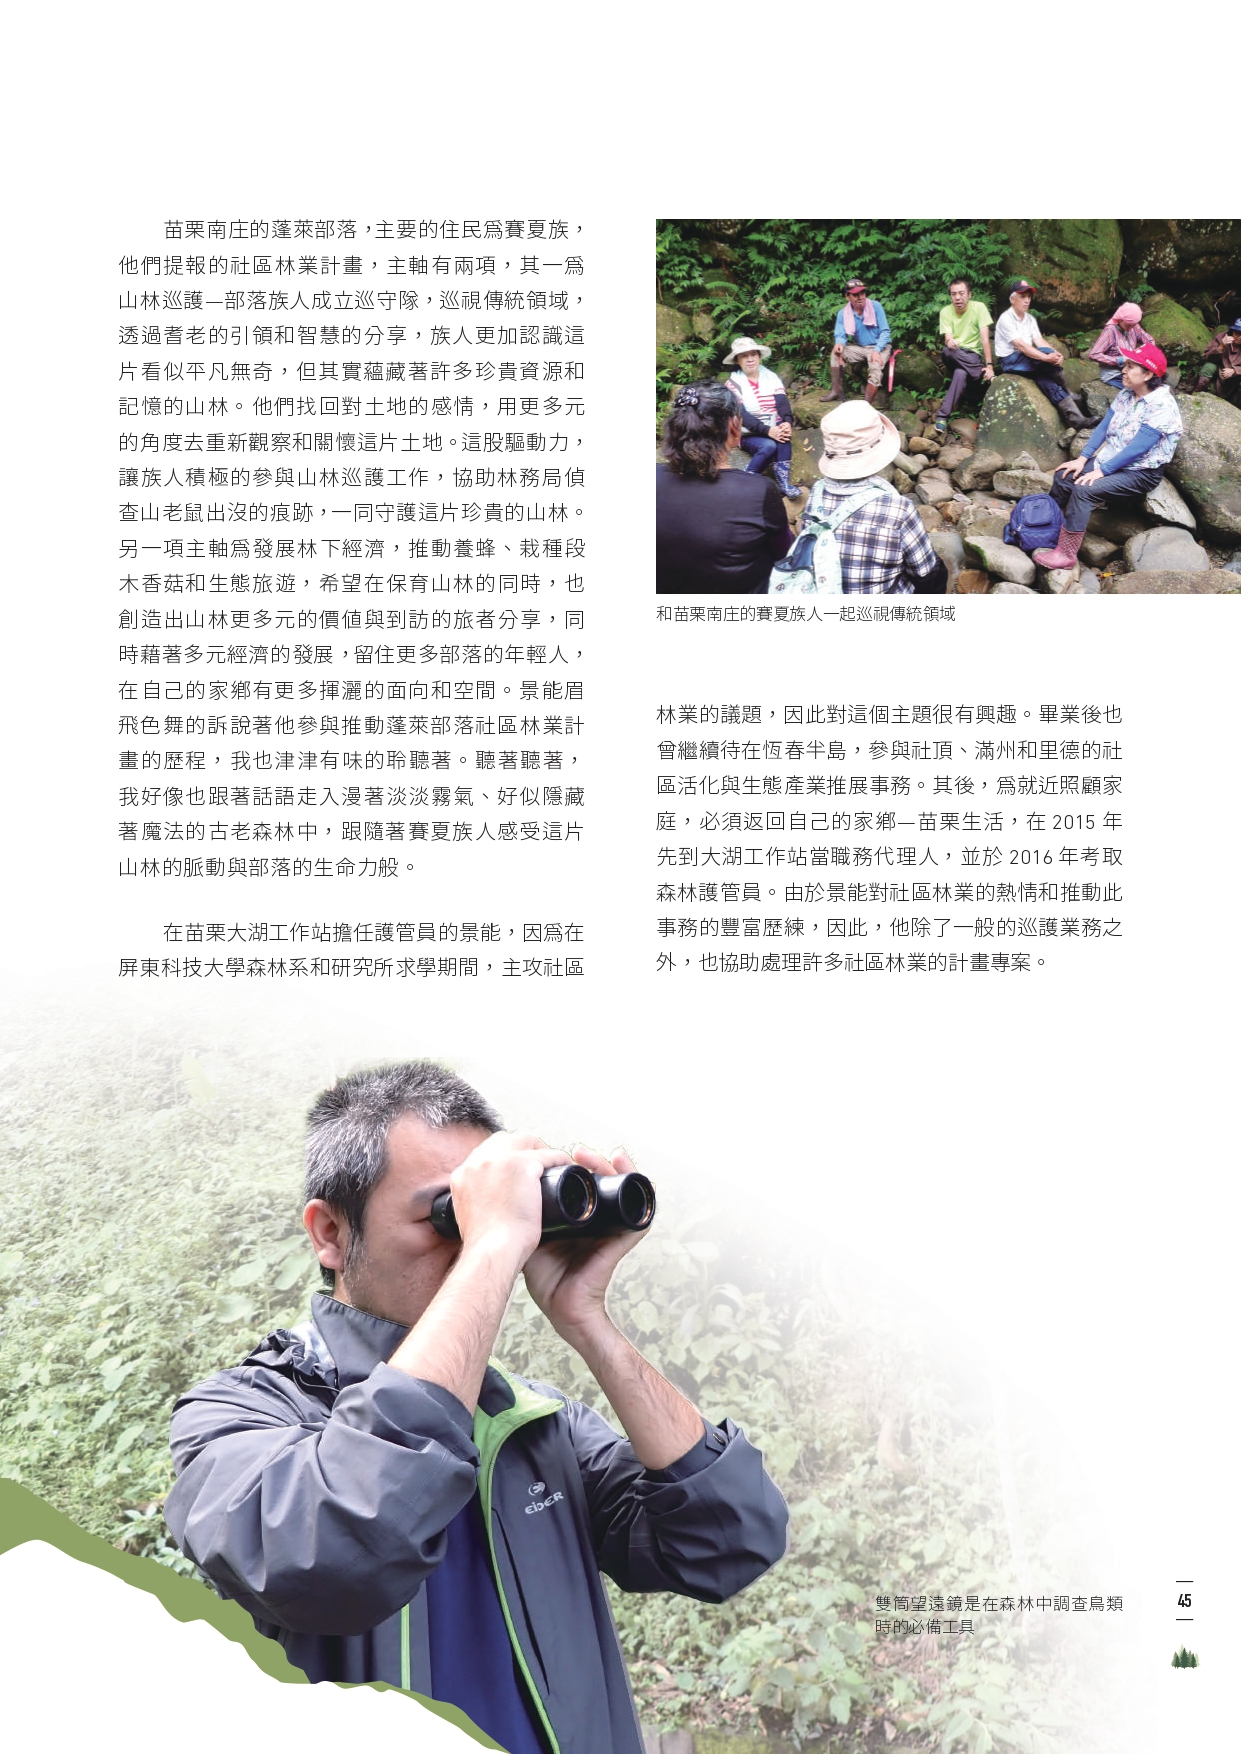 苗栗南庄的蓬萊部落，主要的住民為賽夏族，
他們提報的社區林業計畫，主軸有兩項，其一為
山林巡護—部落族人成立巡守隊，巡視傳統領域，
透過耆老的引領和智慧的分享，族人更加認識這
片看似平凡無奇，但其實蘊藏著許多珍貴資源和
記憶的山林。他們找回對土地的感情，用更多元
的角度去重新觀察和關懷這片土地。這股驅動力，
讓族人積極的參與山林巡護工作，協助林務局偵
查山老鼠出沒的痕跡，一同守護這片珍貴的山林。
另一項主軸為發展林下經濟，推動養蜂、栽種段
木香菇和生態旅遊，希望在保育山林的同時，也
創造出山林更多元的價值與到訪的旅者分享，同
時藉著多元經濟的發展，留住更多部落的年輕人，
在自己的家鄉有更多揮灑的面向和空間。景能眉
飛色舞的訴說著他參與推動蓬萊部落社區林業計
畫的歷程，我也津津有味的聆聽著。聽著聽著，
我好像也跟著話語走入漫著淡淡霧氣、好似隱藏
著魔法的古老森林中，跟隨著賽夏族人感受這片
山林的脈動與部落的生命力般。
在苗栗大湖工作站擔任護管員的景能，因為在
屏東科技大學森林系和研究所求學期間，主攻社區
和苗栗南庄的賽夏族人一起巡視傳統領域
林業的議題，因此對這個主題很有興趣。畢業後也
曾繼續待在恆春半島，參與社頂、滿州和里德的社
區活化與生態產業推展事務。其後，為就近照顧家
庭，必須返回自己的家鄉—苗栗生活，在 2015 年
先到大湖工作站當職務代理人，並於 2016 年考取
森林護管員。由於景能對社區林業的熱情和推動此
事務的豐富歷練，因此，他除了一般的巡護業務之
外，也協助處理許多社區林業的計畫專案。
EIDER
雙筒望遠鏡是在森林中調查鳥類
時的必備工具
45